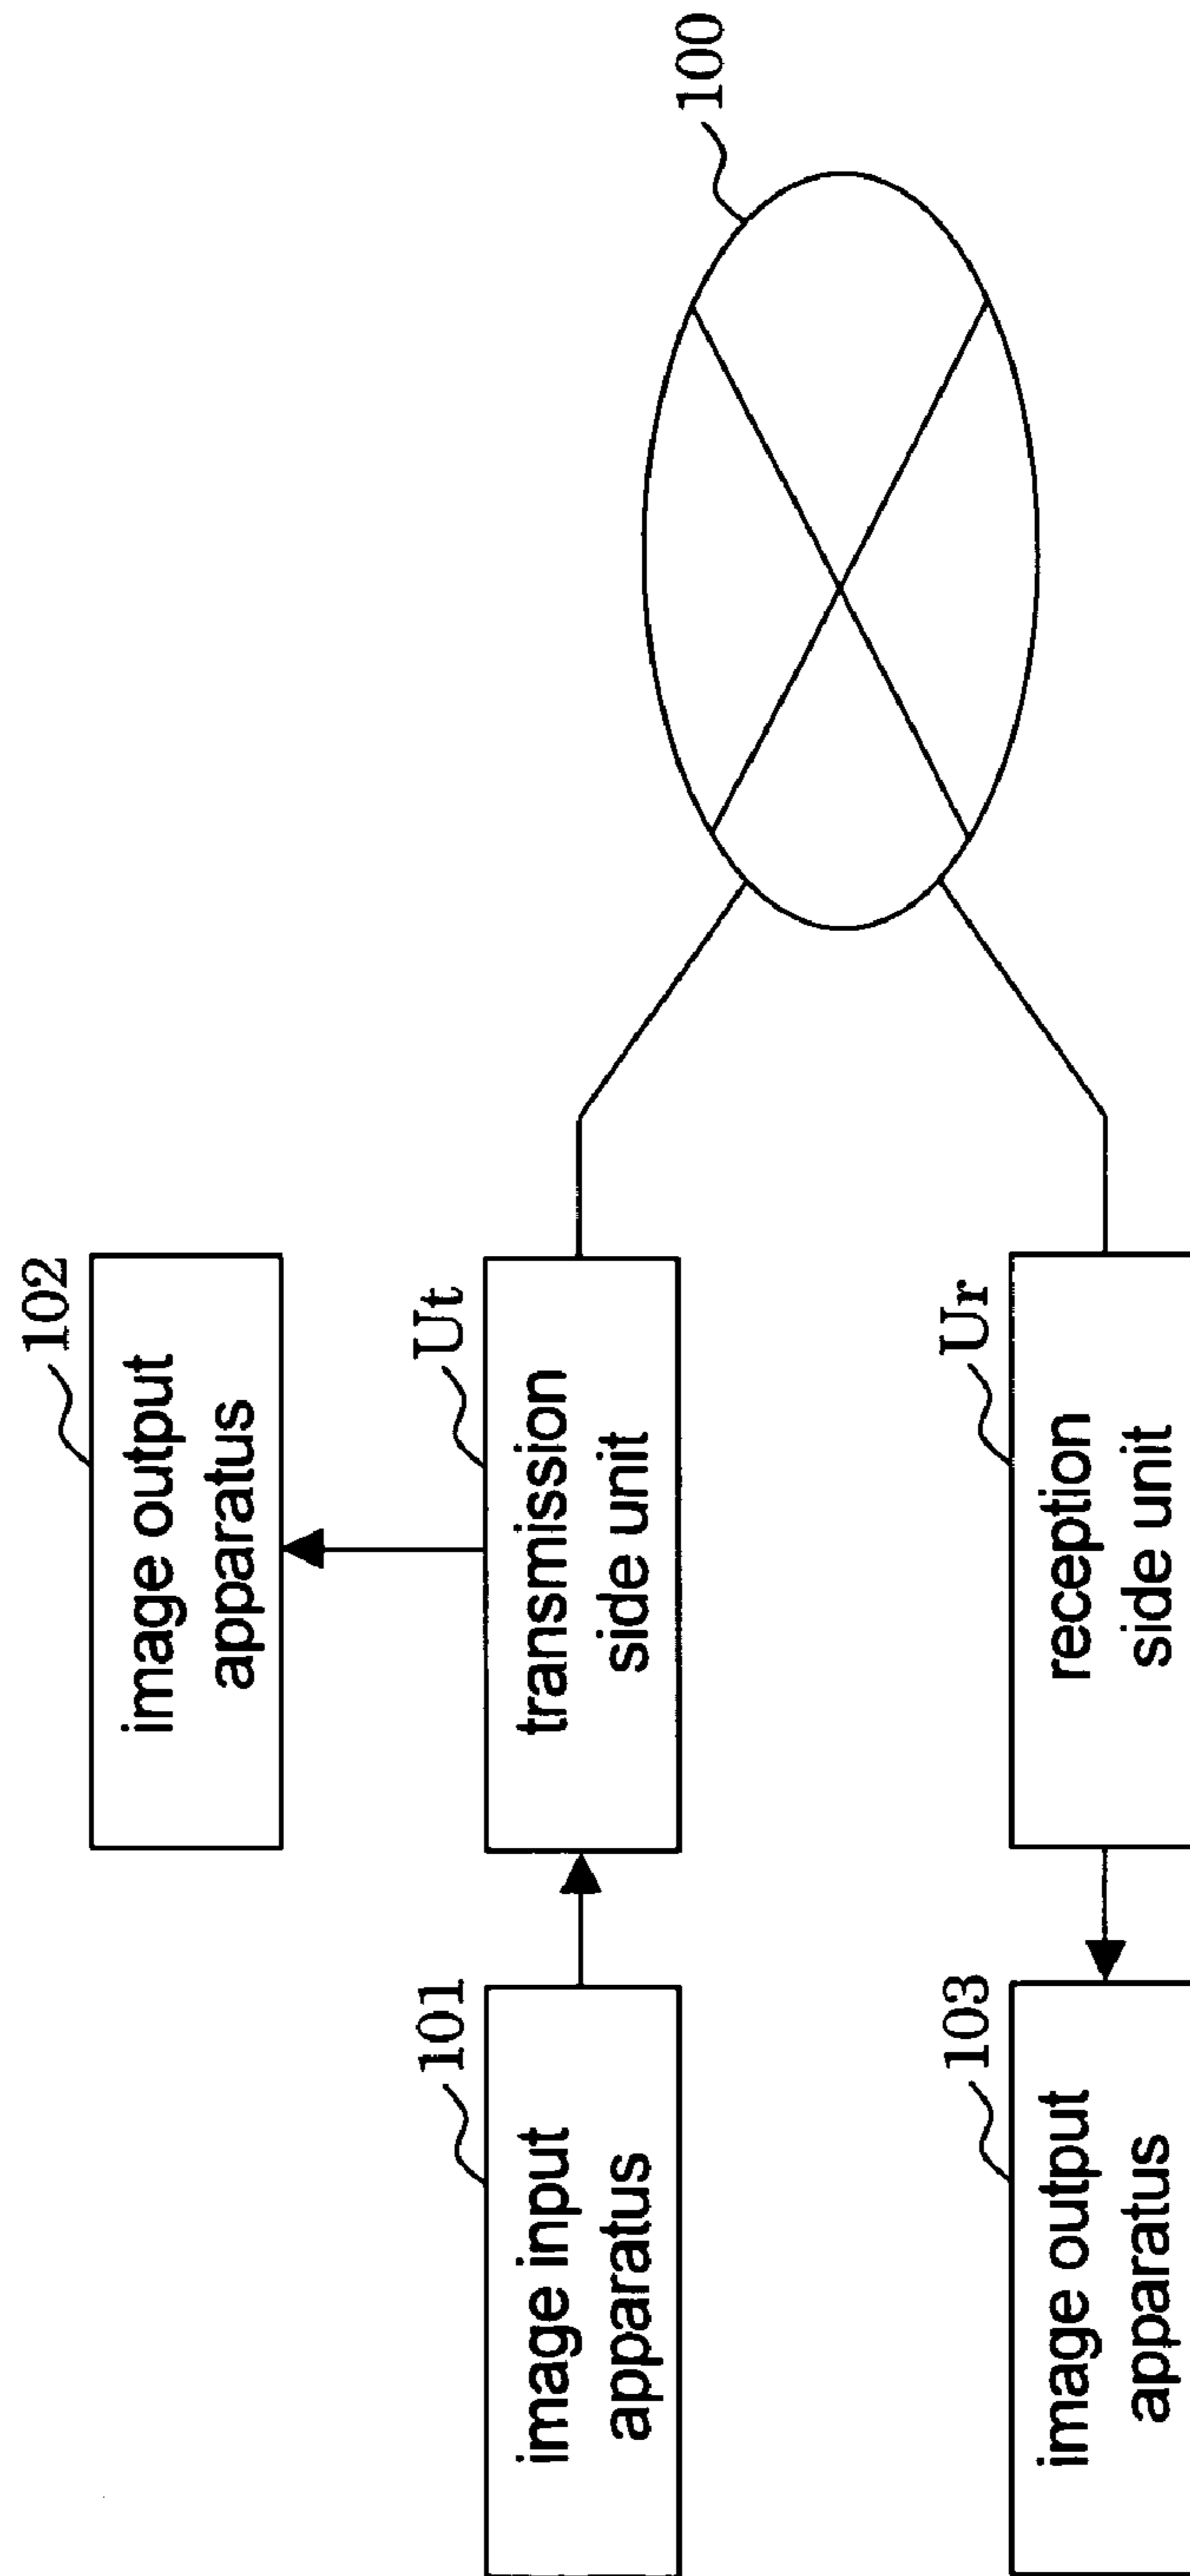 102
image output
apparatus
101
image input
apparatus
Ut
transmission
side unit
100
103
image output
apparatus
Ur
reception
side unit